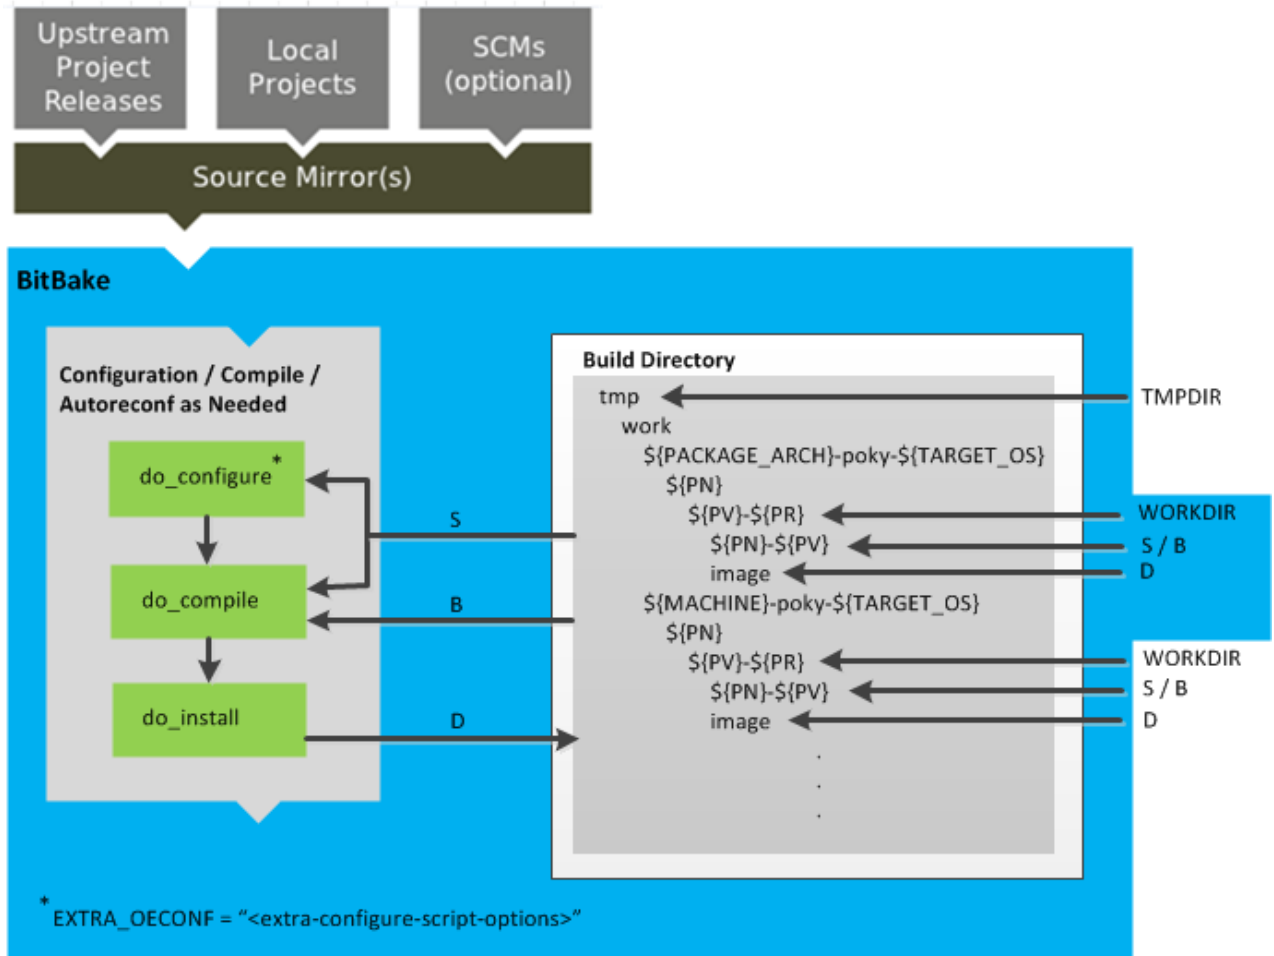 Upstream
Project
Releases
Local
Projects
SCMs
(optional)
Source Mirror(s)
BitBake
Configuration / Compile /
Autoreconf as Needed
do_configure*
do_compile
do_install
S
B
D
Build Directory
tmp
work
${PACKAGE_ARCH}-poky-${TARGET_OS}
${PN}
${PV}-${PR}
${PN}-${PV}
image
${MACHINE}-poky-${TARGET_OS}
${PN}
${PV}-${PR}
${PN}-${PV}
image
.
.
.
TMPDIR
WORKDIR
S / B
D
WORKDIR
S / B
D
* EXTRA_OECONF = “<extra-configure-script-options>”